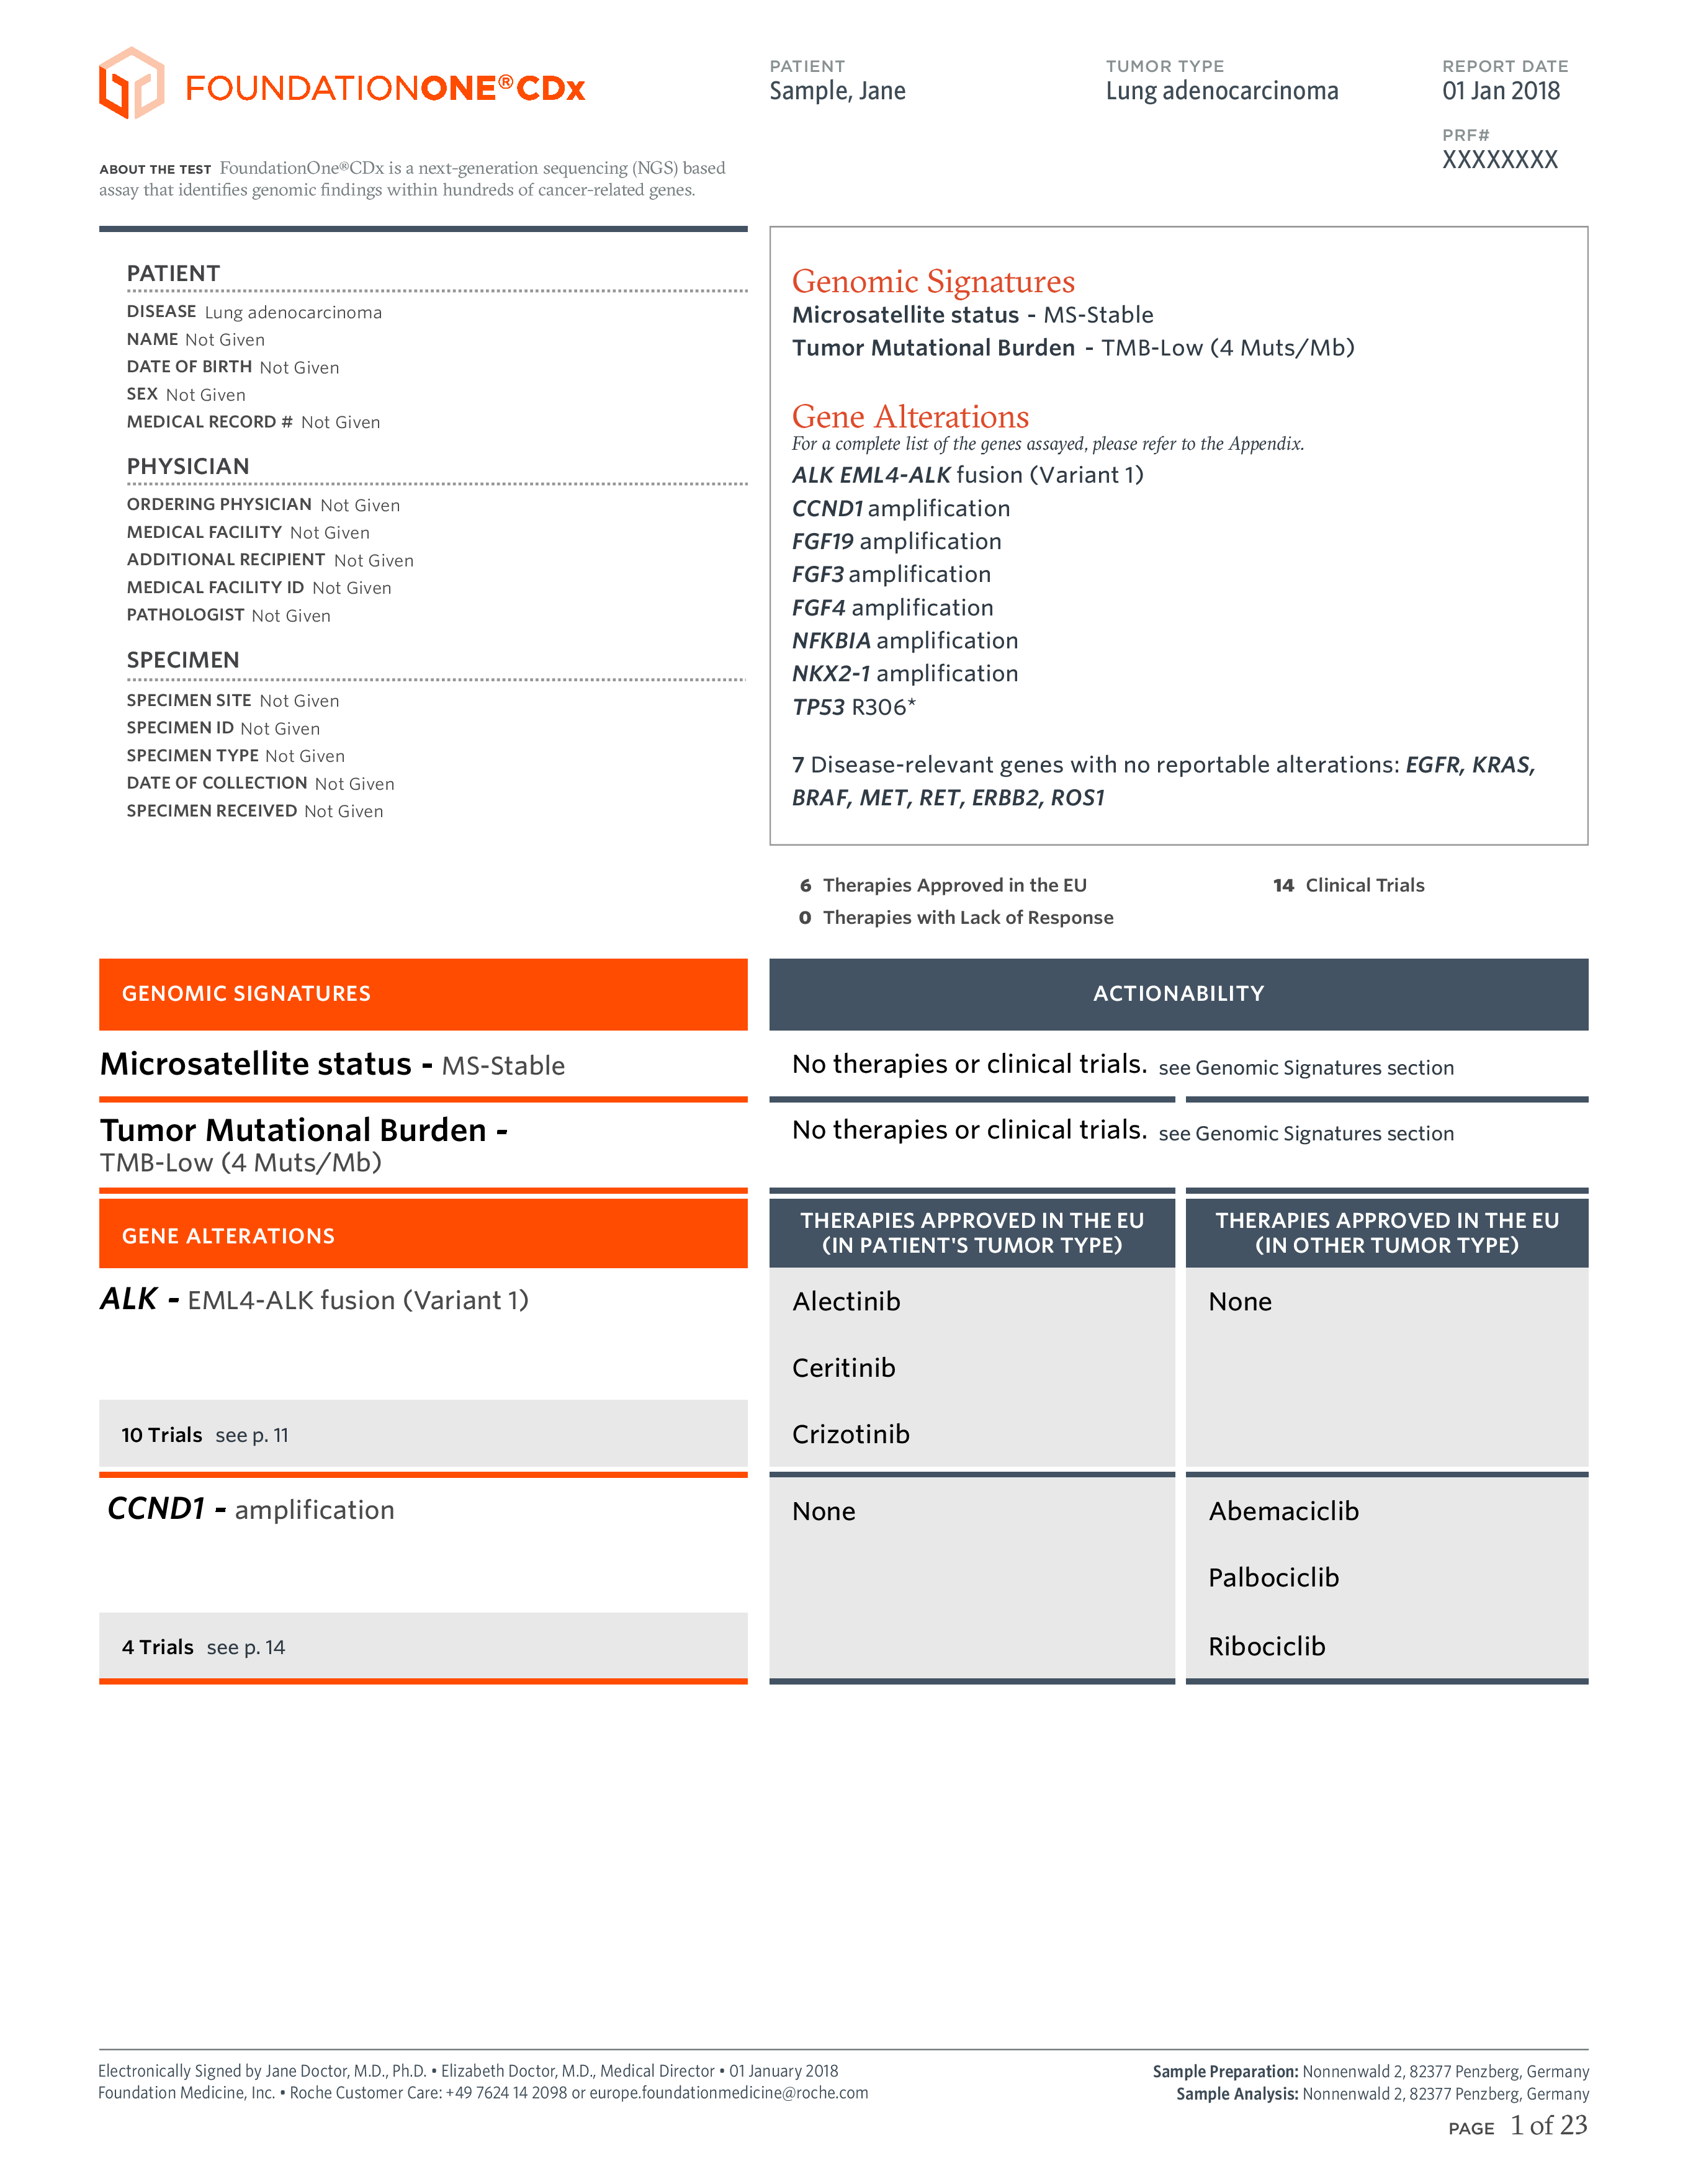 FOUNDATIONONE®CDx
PATIENT
Sample, Jane
TUMOR TYPE
Lung adenocarcinoma
REPORT DATE
01 Jan 2018
PRF#
XXXXXXXX
ABOUT THE TEST FoundationOne®CDx is a next-generation sequencing (NGS) based
assay that identifies genomic findings within hundreds of cancer-related genes.
PATIENT
DISEASE Lung adenocarcinoma
NAME Not Given
DATE OF BIRTH Not Given
SEX Not Given
MEDICAL RECORD # Not Given
PHYSICIAN
ORDERING PHYSICIAN Not Given
MEDICAL FACILITY Not Given
ADDITIONAL RECIPIENT Not Given
MEDICAL FACILITY ID Not Given
PATHOLOGIST Not Given
SPECIMEN
SPECIMEN SITE Not Given
SPECIMEN ID Not Given
SPECIMEN TYPE Not Given
DATE OF COLLECTION Not Given
SPECIMEN RECEIVED Not Given
Genomic Signatures
Microsatellite status - MS-Stable
Tumor Mutational Burden - TMB-Low (4 Muts/Mb)
Gene Alterations
For a complete list of the genes assayed, please refer to the Appendix.
ALK EML4-ALK fusion (Variant 1)
CCND1 amplification
FGF19 amplification
FGF3 amplification
FGF4 amplification
NFKBIA amplification
NKX2-1 amplification
TP53 R306*
7 Disease-relevant genes with no reportable alterations: EGFR, KRAS,
BRAF, MET, RET, ERBB2, ROS1
6 Therapies Approved in the EU
14 Clinical Trials
0 Therapies with Lack of Response
GENOMIC SIGNATURES
ACTIONABILITY
Microsatellite status - MS-Stable
No therapies or clinical trials. see Genomic Signatures section
Tumor Mutational Burden -
TMB-Low (4 Muts/Mb)
No therapies or clinical trials. see Genomic Signatures section
GENE ALTERATIONS
THERAPIES APPROVED IN THE EU
(IN PATIENT'S TUMOR TYPE)
THERAPIES APPROVED IN THE EU
(IN OTHER TUMOR TYPE)
ALK - EML4-ALK fusion (Variant 1)
10 Trials see p. 11
Alectinib
Ceritinib
Crizotinib
None
CCND1 - amplification
4 Trials see p. 14
None
Abemaciclib
Palbociclib
Ribociclib
Electronically Signed by Jane Doctor, M.D., Ph.D. • Elizabeth Doctor, M.D., Medical Director • 01 January 2018
Foundation Medicine, Inc. • Roche Customer Care: +49 7624 14 2098 or europe.foundationmedicine@roche.com
Sample Preparation: Nonnenwald 2, 82377 Penzberg, Germany
Sample Analysis: Nonnenwald 2, 82377 Penzberg, Germany
PAGE 1 of 23